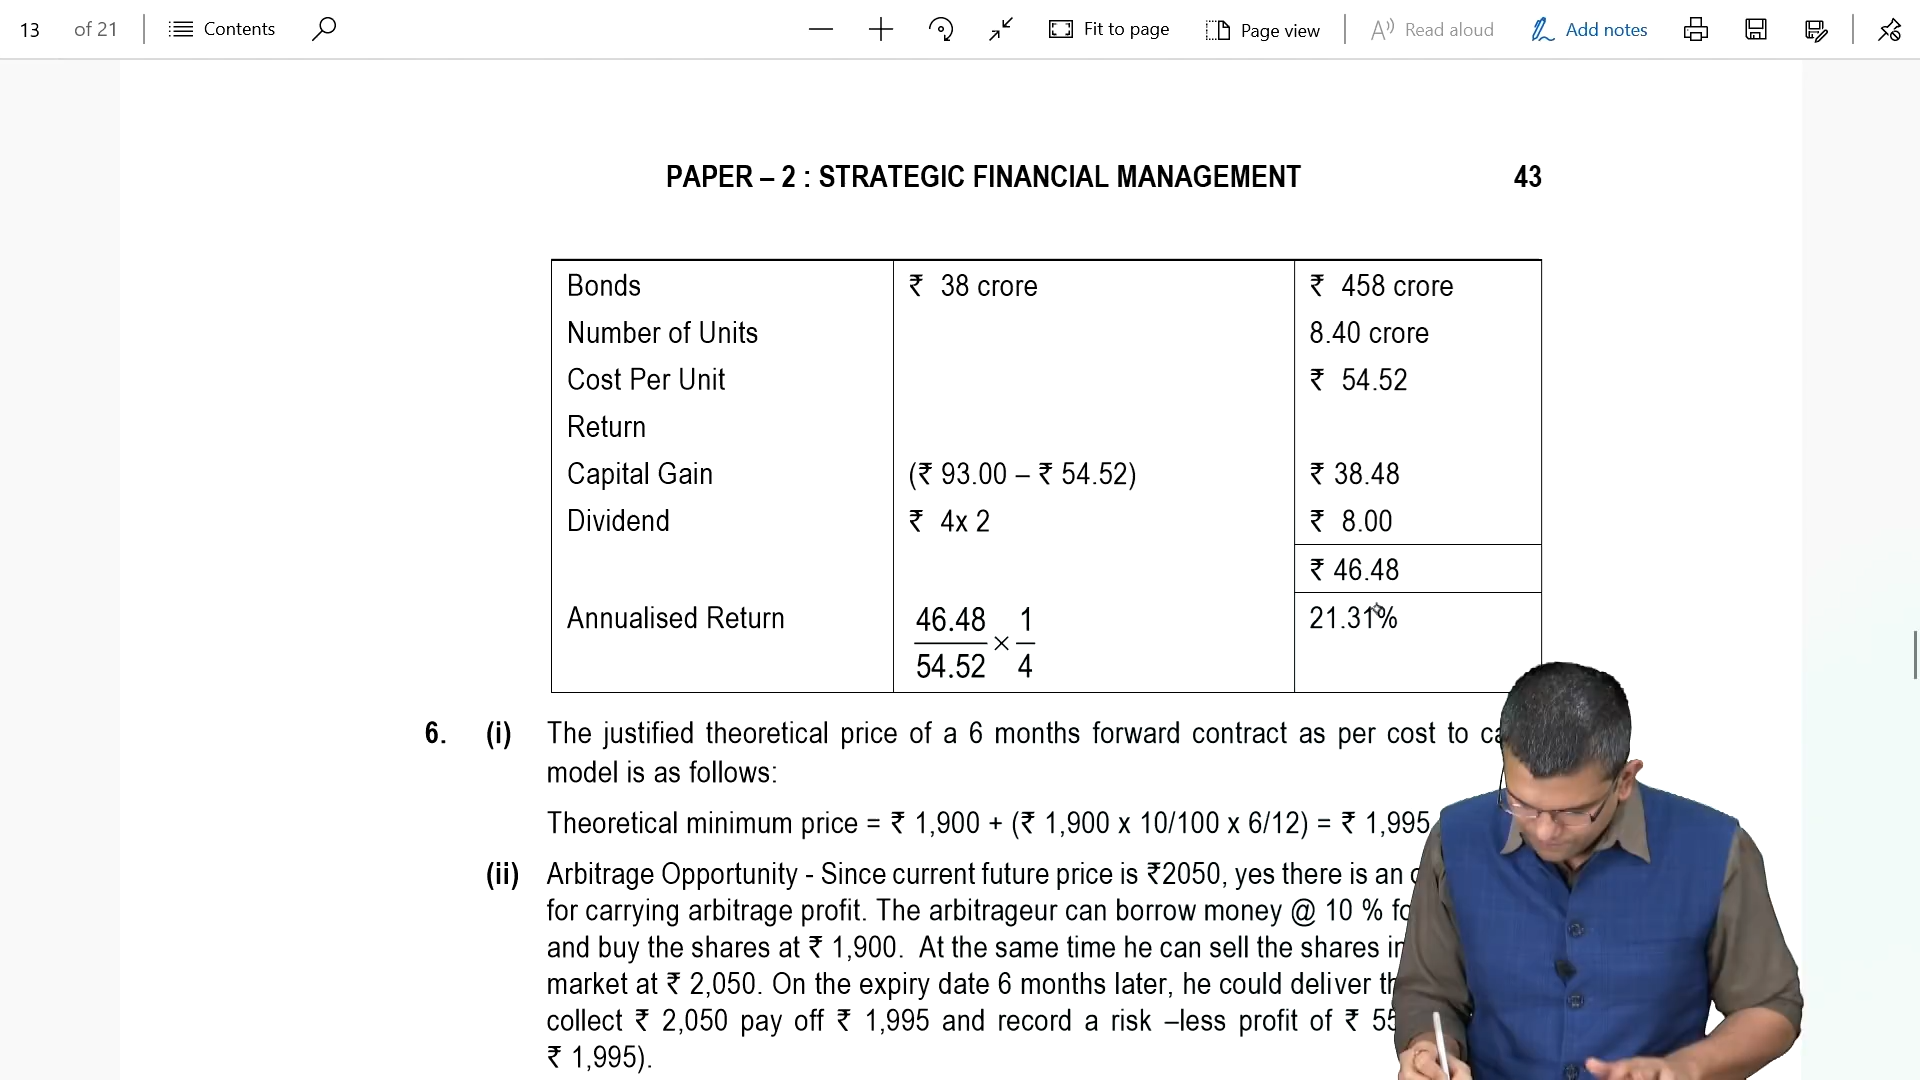 13 of 21 Contents Fit to page Page view Read aloud Add notes
PAPER – 2 : STRATEGIC FINANCIAL MANAGEMENT 43
Bonds ₹ 38 crore ₹ 458 crore
Number of Units 8.40 crore
Cost Per Unit ₹ 54.52
Return
Capital Gain (₹ 93.00 – ₹ 54.52) ₹ 38.48
Dividend ₹ 4x 2 ₹ 8.00
₹ 46.48
Annualised Return 46.48/54.52 × 1/4 21.31%
6. (i) The justified theoretical price of a 6 months forward contract as per cost to
model is as follows:
Theoretical minimum price = ₹ 1,900 + (₹ 1,900 x 10/100 x 6/12) = ₹ 1,995
(ii) Arbitrage Opportunity - Since current future price is ₹2050, yes there is an
for carrying arbitrage profit. The arbitrageur can borrow money @ 10 %
and buy the shares at ₹ 1,900. At the same time he can sell the shares
market at ₹ 2,050. On the expiry date 6 months later, he could deliver
collect ₹ 2,050 pay off ₹ 1,995 and record a risk –less profit of ₹ 55
₹ 1,995).